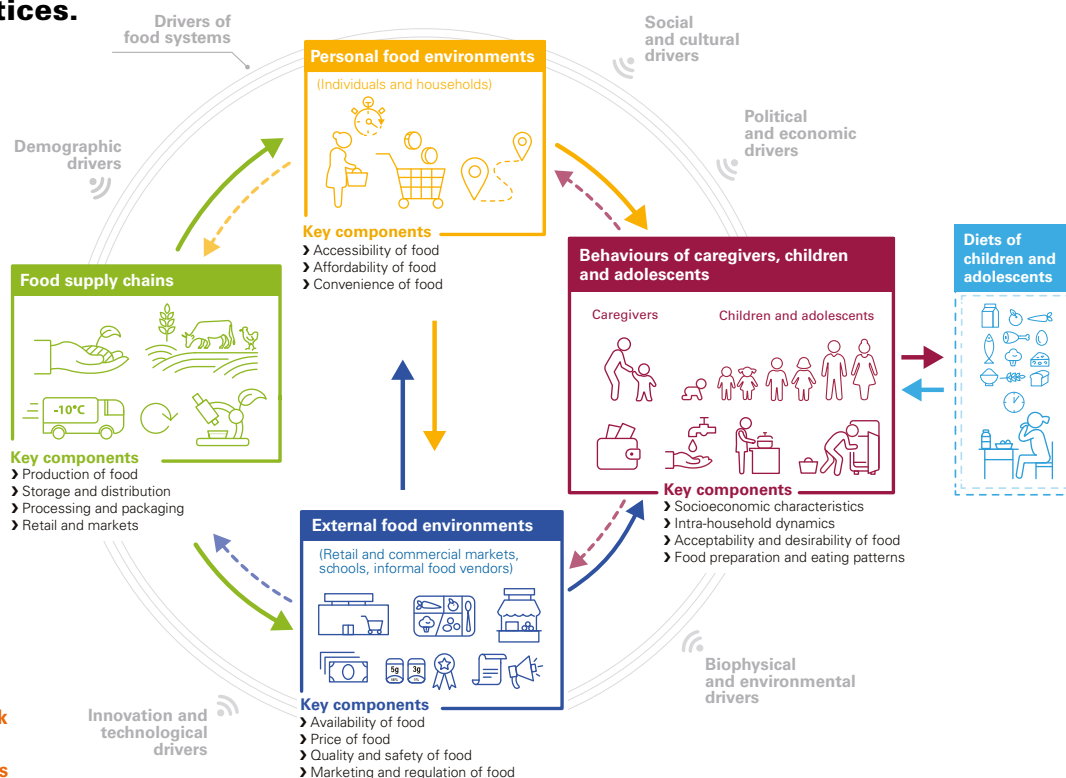 tices.
Drivers of
food systems
Social
and cultural
drivers
Personal food environments
(Individuals and households)
Political
and economic
drivers
Demographic
drivers
Key components
❯ Accessibility of food
❯ Affordability of food
❯ Convenience of food
Food supply chains
-10°C
Key components
❯ Production of food
❯ Storage and distribution
❯ Processing and packaging
❯ Retail and markets
Behaviours of caregivers, children
and adolescents
Caregivers
Children and adolescents
Key components
❯ Socioeconomic characteristics
❯ Intra-household dynamics
❯ Acceptability and desirability of food
❯ Food preparation and eating patterns
Diets of
children and
adolescents
External food environments
(Retail and commercial markets,
schools, informal food vendors)
5g
3g
Key components
❯ Availability of food
❯ Price of food
❯ Quality and safety of food
❯ Marketing and regulation of food
Biophysical
and environmental
drivers
Innovation and
technological
drivers
k
s